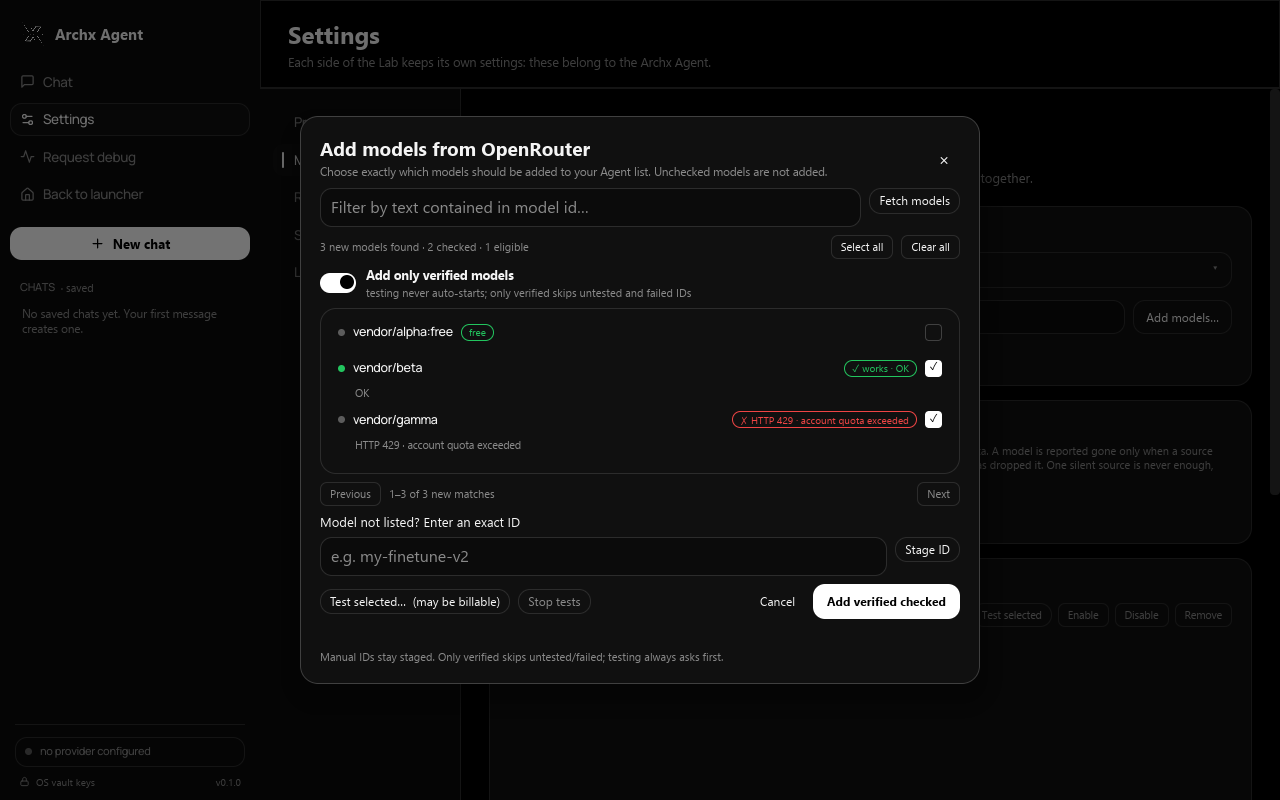 Archx Agent
Chat
Settings
Request debug
Back to launcher
+ New chat
CHATS · saved
No saved chats yet. Your first message
creates one.
no provider configured
OS vault keys
v0.1.0
Settings
Each side of the Lab keeps its own settings: these belong to the Archx Agent.
together.
Add models...
a. A model is reported gone only when a source
s dropped it. One silent source is never enough,
Test selected
Enable
Disable
Remove
Add models from OpenRouter
Choose exactly which models should be added to your Agent list. Unchecked models are not added.
×
Filter by text contained in model id...
Fetch models
3 new models found · 2 checked · 1 eligible
Select all
Clear all
Add only verified models
testing never auto-starts; only verified skips untested and failed IDs
vendor/alpha:free
free
vendor/beta
✓ works · OK
OK
vendor/gamma
✗ HTTP 429 · account quota exceeded
HTTP 429 · account quota exceeded
Previous
1–3 of 3 new matches
Next
Model not listed? Enter an exact ID
e.g. my-finetune-v2
Stage ID
Test selected... (may be billable)
Stop tests
Cancel
Add verified checked
Manual IDs stay staged. Only verified skips untested/failed; testing always asks first.